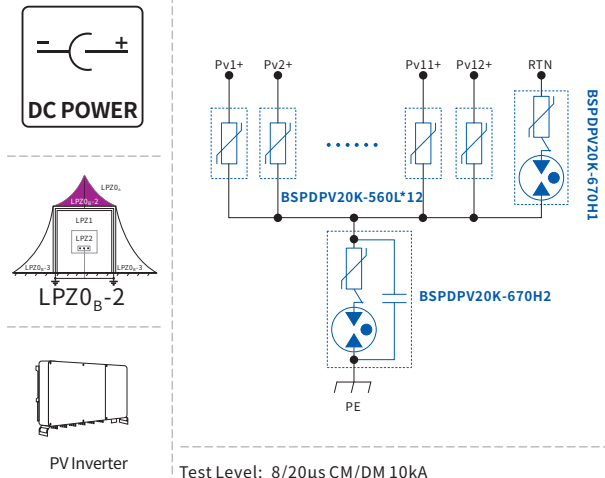 − +
DC POWER
LPZ0A
LPZ0B-2
LPZ1
LPZ2
LPZ0B-3 LPZ0B-3
LPZ0B-2
PV Inverter
Pv1+ Pv2+ Pv11+ Pv12+ RTN
......
BSPDPV20K-560L*12
BSPDPV20K-670H1
BSPDPV20K-670H2
PE
Test Level: 8/20μs CM/DM 10kA